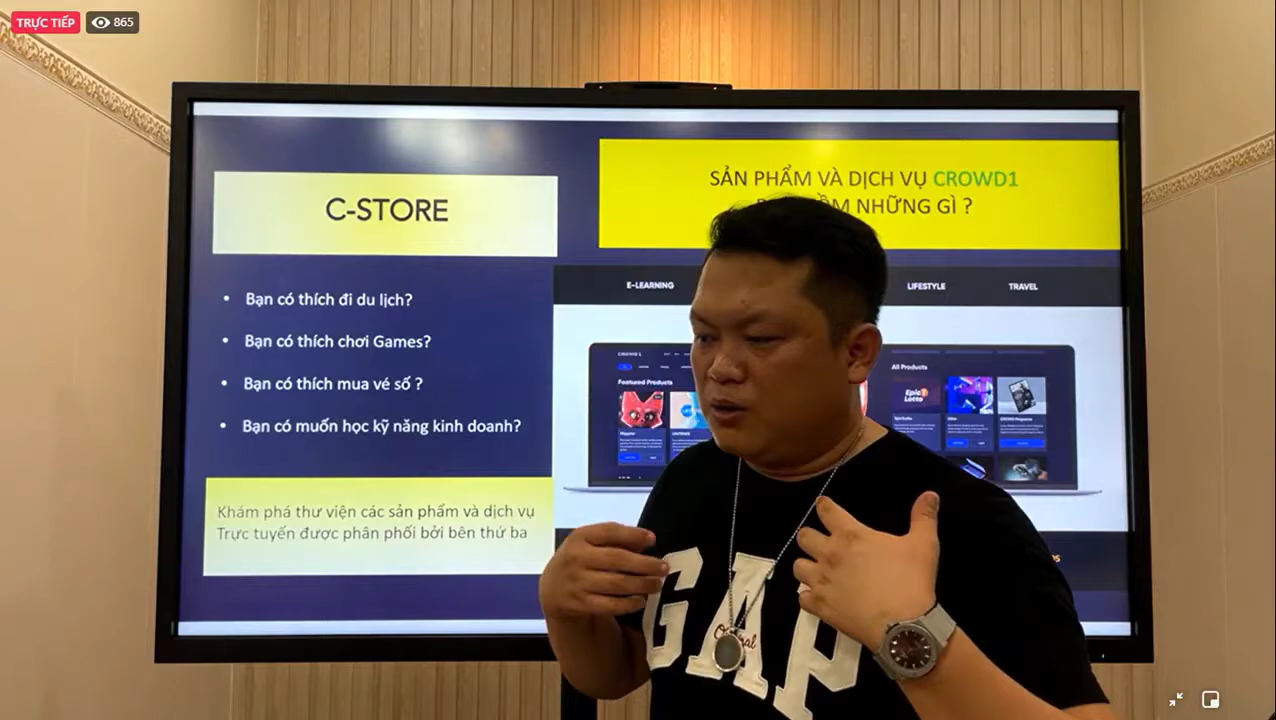 TRỰC TIẾP
865
C-STORE
SẢN PHẨM VÀ DỊCH VỤ CROWD1
NHỮNG GÌ ?
Bạn có thích đi du lịch?
Bạn có thích chơi Games?
Bạn có thích mua vé số ?
Bạn có muốn học kỹ năng kinh doanh?
Khám phá thư viện các sản phẩm và dịch vụ
Trực tuyến được phân phối bởi bên thứ ba
E-LEARNING
LIFESTYLE
TRAVEL
CROWD1
Featured Products
All Products
Epic
Lotto
GAP